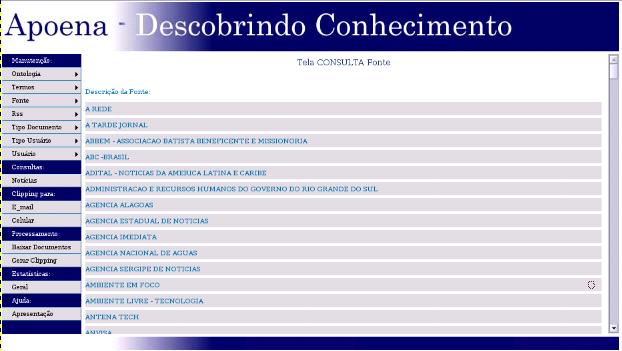 Apoena - Descobrindo Conhecimento
Manutenção:
Ontologia
Termos
Fonte
Rss
Tipo Documento
Tipo Usuário
Usuário
Consultas:
Notícias
Clipping para:
E_mail
Celular
Processamento:
Baixar Documentos
Gerar Clipping
Estatísticas:
Geral
Ajuda:
Apresentação
Tela CONSULTA Fonte
Descrição da Fonte:
A REDE
A TARDE JORNAL
ABBEM - ASSOCIACAO BATISTA BENEFICENTE E MISSIONORIA
ABC -BRASIL
ADITAL - NOTICIAS DA AMERICA LATINA E CARIBE
ADMINISTRACAO E RECURSOS HUMANOS DO GOVERNO DO RIO GRANDE DO SUL
AGENCIA ALAGOAS
AGENCIA ESTADUAL DE NOTICIAS
AGENCIA IMEDIATA
AGENCIA NACIONAL DE AGUAS
AGENCIA SERGIPE DE NOTICIAS
AMBIENTE EM FOCO
AMBIENTE LIVRE - TECNOLOGIA
ANTENA TECH
ANVISA